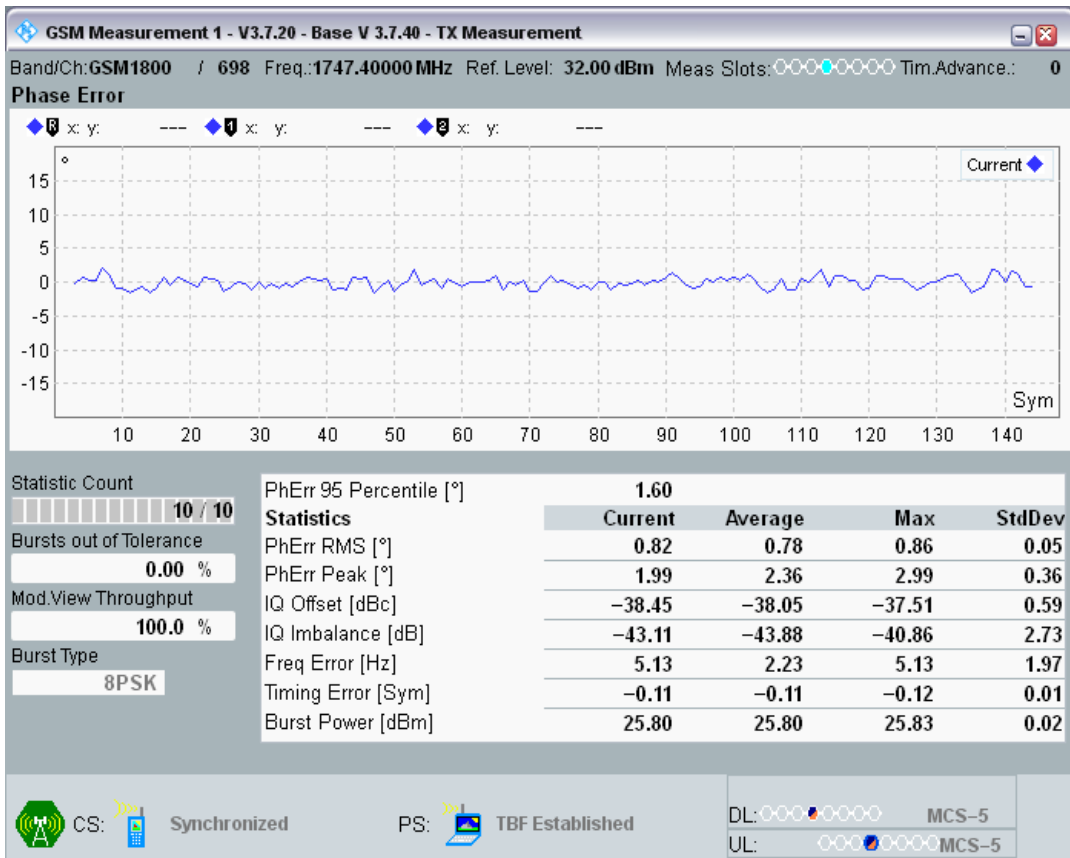 GSM Measurement 1 - V3.7.20 - Base V 3.7.40 - TX Measurement
Band/Ch:GSM1800 / 698 Freq.:1747.40000 MHz Ref. Level: 32.00 dBm Meas Slots: Tim.Advance.: 0
Phase Error
R x: y: --- 1 x: y: --- 2 x: y: ---
°
Current
15
10
5
0
-5
-10
-15
Sym
10 20 30 40 50 60 70 80 90 100 110 120 130 140
Statistic Count
10 / 10
Bursts out of Tolerance
0.00 %
Mod.View Throughput
100.0 %
Burst Type
8PSK
PhErr 95 Percentile [°] 1.60
Statistics Current Average Max StdDev
PhErr RMS [°] 0.82 0.78 0.86 0.05
PhErr Peak [°] 1.99 2.36 2.99 0.36
IQ Offset [dBc] −38.45 −38.05 −37.51 0.59
IQ Imbalance [dB] −43.11 −43.88 −40.86 2.73
Freq Error [Hz] 5.13 2.23 5.13 1.97
Timing Error [Sym] −0.11 −0.11 −0.12 0.01
Burst Power [dBm] 25.80 25.80 25.83 0.02
CS: Synchronized PS: TBF Established
DL: MCS−5
UL: MCS−5